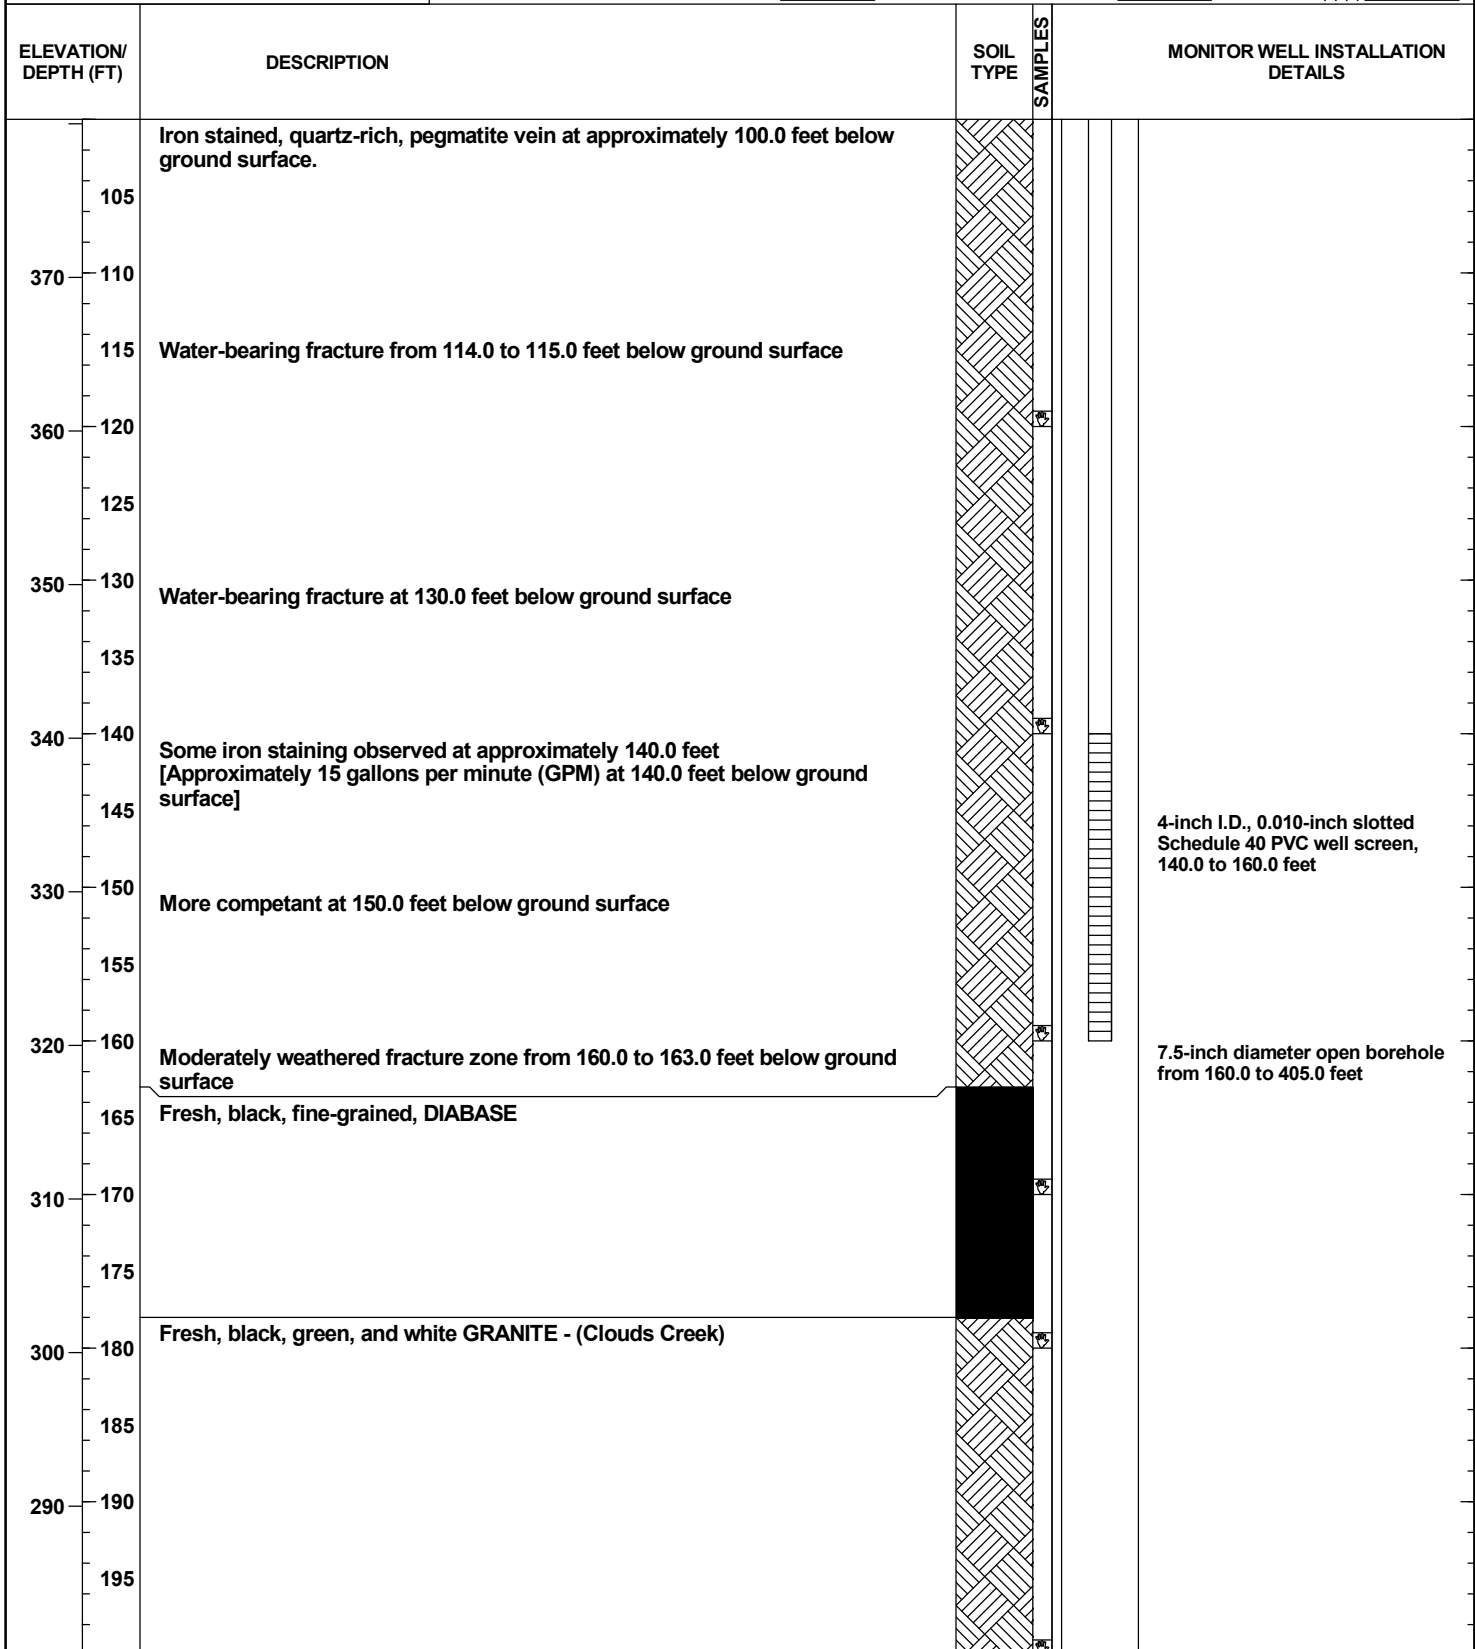 ELEVATION/
DEPTH (FT)
DESCRIPTION
SOIL
TYPE
SAMPLES
MONITOR WELL INSTALLATION
DETAILS
Iron stained, quartz-rich, pegmatite vein at approximately 100.0 feet below
ground surface.
105
370 110
115 Water-bearing fracture from 114.0 to 115.0 feet below ground surface
360 120
125
350 130
Water-bearing fracture at 130.0 feet below ground surface
135
340 140
Some iron staining observed at approximately 140.0 feet
[Approximately 15 gallons per minute (GPM) at 140.0 feet below ground
surface]
145
4-inch I.D., 0.010-inch slotted
Schedule 40 PVC well screen,
140.0 to 160.0 feet
330 150
More competant at 150.0 feet below ground surface
155
320 160
Moderately weathered fracture zone from 160.0 to 163.0 feet below ground
surface
7.5-inch diameter open borehole
from 160.0 to 405.0 feet
165 Fresh, black, fine-grained, DIABASE
310 170
175
Fresh, black, green, and white GRANITE - (Clouds Creek)
300 180
185
290 190
195